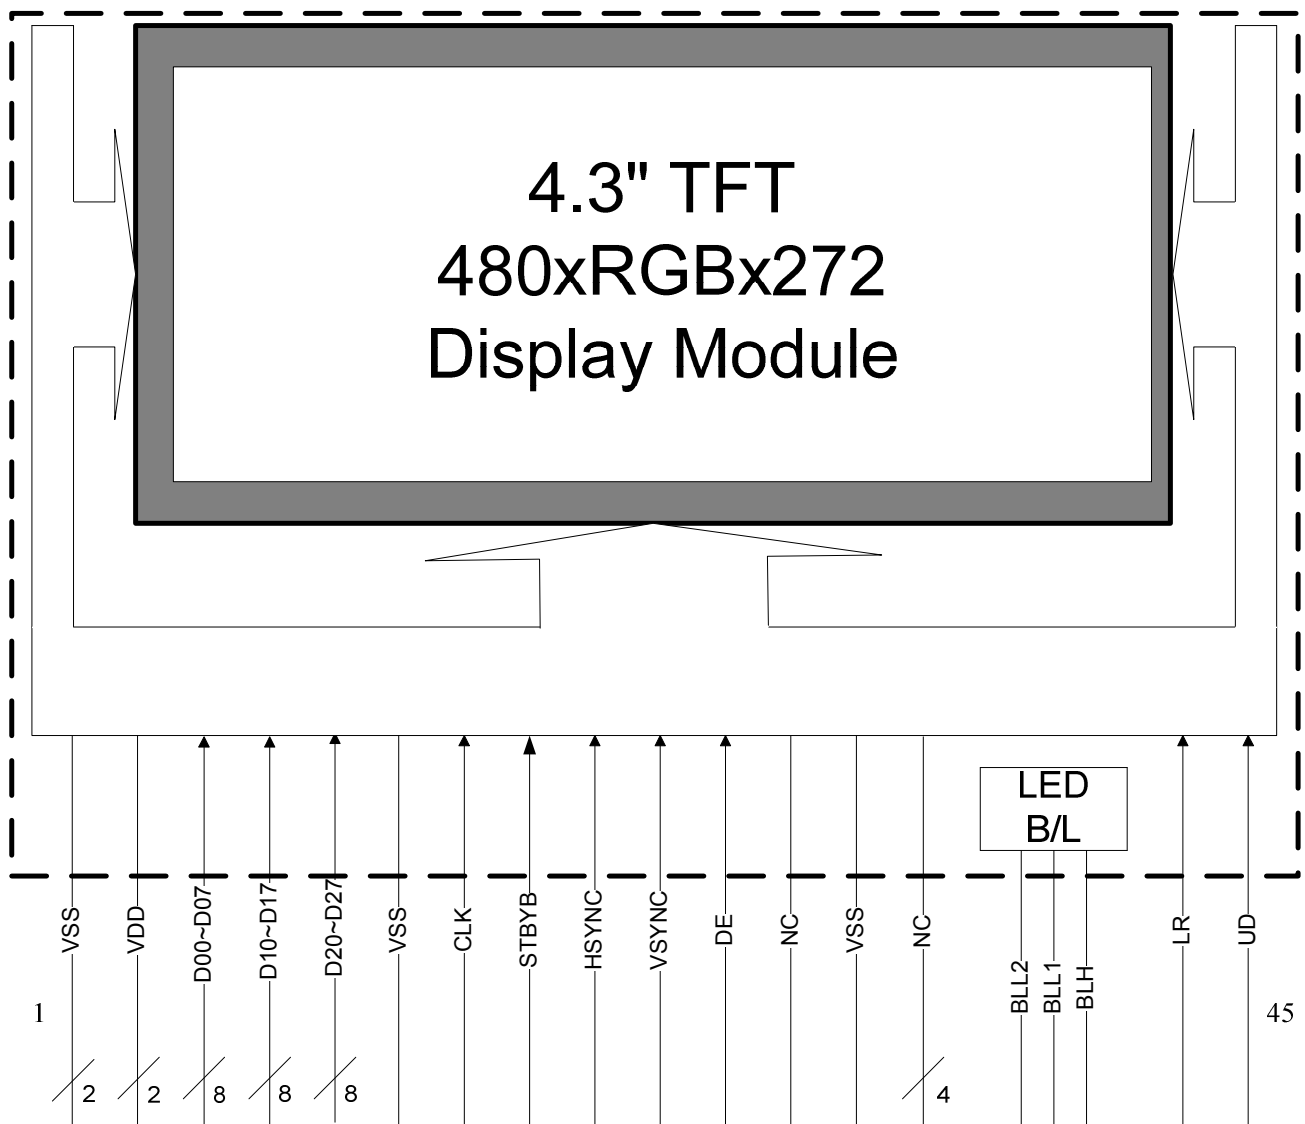 4.3" TFT
480xRGBx272
Display Module
LED
B/L
VSS
VDD
D00~D07
D10~D17
D20~D27
VSS
CLK
STBYB
HSYNC
VSYNC
DE
NC
VSS
NC
BLL2
BLL1
BLH
LR
UD
1
45
2
2
8
8
8
4